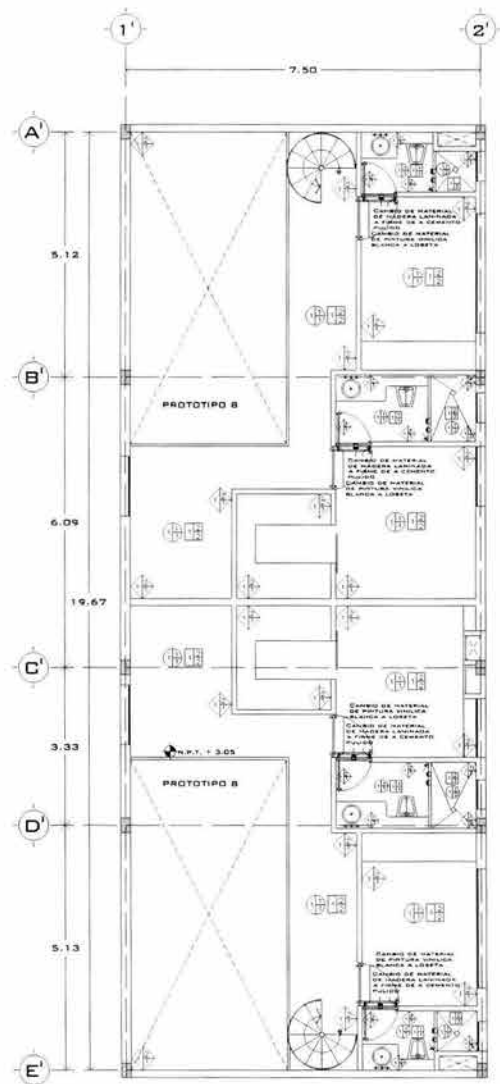 1'
2'
7.50
A'
CAMBIO DE MATERIAL
DE MADERA LAMINADA
A FIRME DE A CEMENTO
PULIDO
CAMBIO DE MATERIAL
DE PINTURA VINILICA
BLANCA A LOSETA
5.12
B'
PROTOTIPO 8
CAMBIO DE MATERIAL
DE MADERA LAMINADA
A FIRME DE A CEMENTO
PULIDO
CAMBIO DE MATERIAL
DE PINTURA VINILICA
BLANCA A LOSETA
6.09
19.67
C'
CAMBIO DE MATERIAL
DE PINTURA VINILICA
BLANCA A LOSETA
CAMBIO DE MATERIAL
DE MADERA LAMINADA
A FIRME DE A CEMENTO
PULIDO
3.33
N.P.T. + 3.05
PROTOTIPO 8
D'
5.13
CAMBIO DE MATERIAL
DE PINTURA VINILICA
BLANCA A LOSETA
CAMBIO DE MATERIAL
DE MADERA LAMINADA
A FIRME DE A CEMENTO
PULIDO
E'